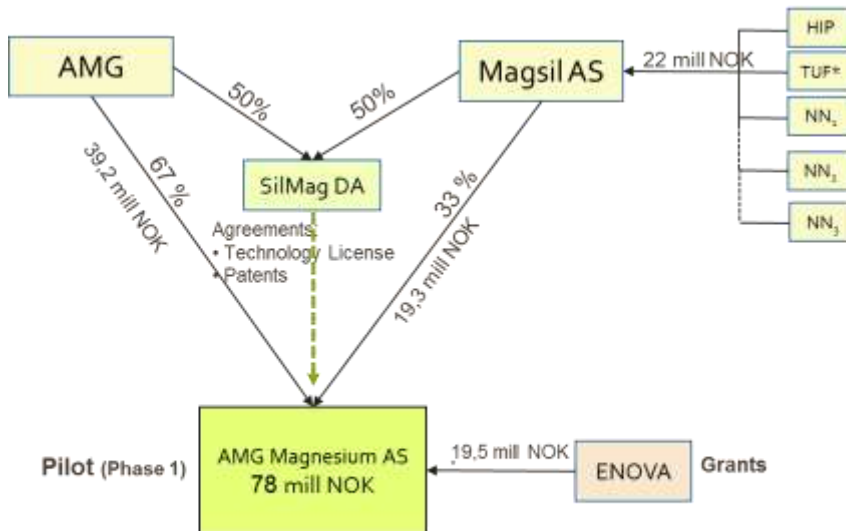 HIP
AMG
Magsil AS
22 mill NOK
TUF*
50%
50%
NN₁
67 %
39,2 mill NOK
SilMag DA
33 %
19,3 mill NOK
NN₂
Agreements
• Technology License
• Patents
NN₃
Pilot (Phase 1)
AMG Magnesium AS
78 mill NOK
19,5 mill NOK
ENOVA
Grants